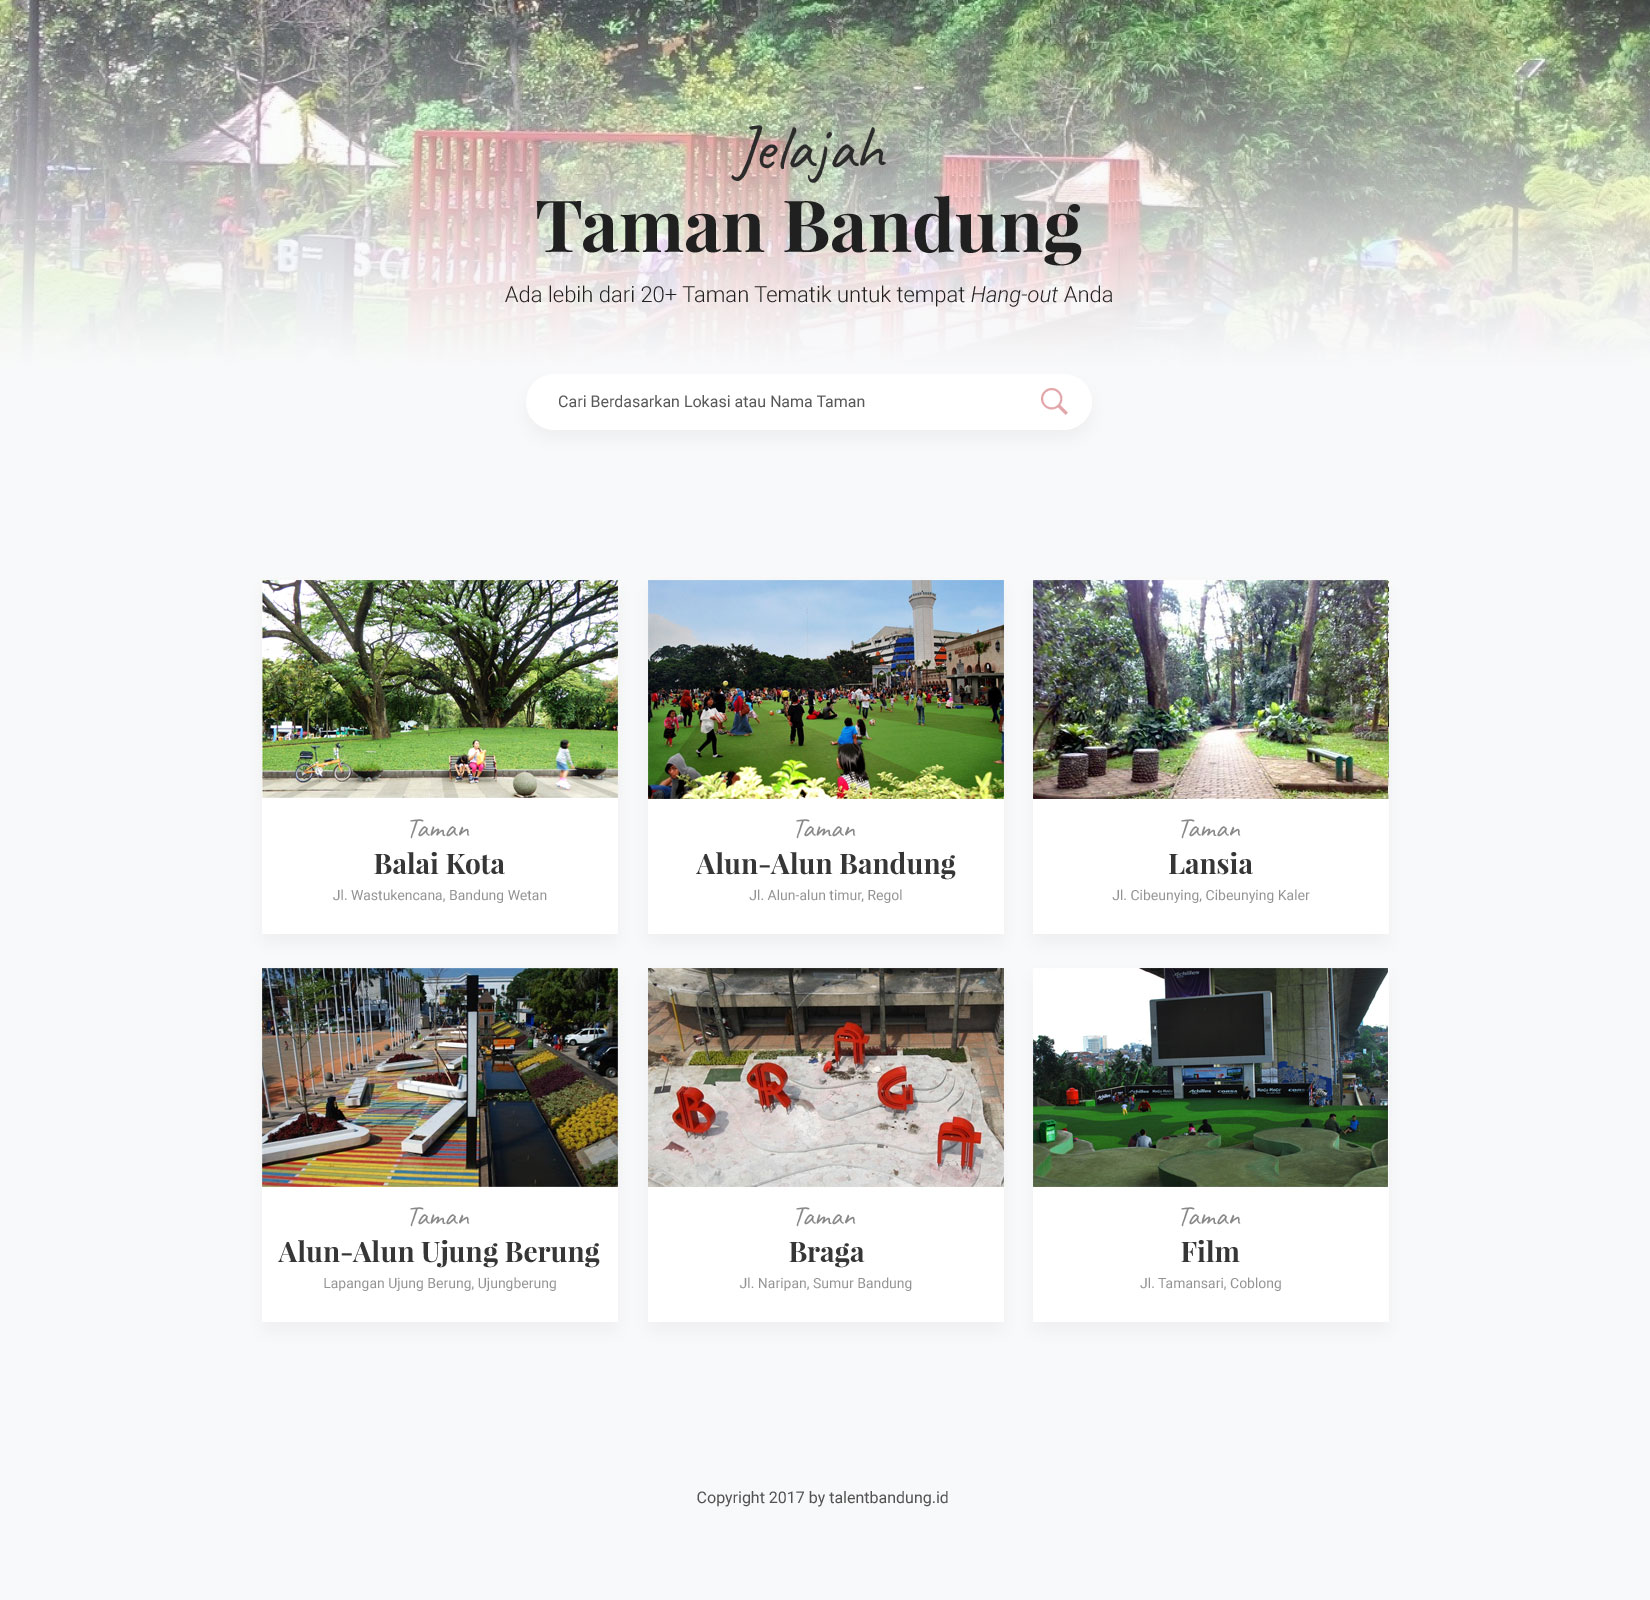 Jelajah
Taman Bandung
Ada lebih dari 20+ Taman Tematik untuk tempat Hang-out Anda
Cari Berdasarkan Lokasi atau Nama Taman
Taman
Balai Kota
Jl. Wastukencana, Bandung Wetan
Taman
Alun-Alun Bandung
Jl. Alun-alun timur, Regol
Taman
Lansia
Jl. Cibeunying, Cibeunying Kaler
Taman
Alun-Alun Ujung Berung
Lapangan Ujung Berung, Ujungberung
BRAGA
Taman
Braga
Jl. Naripan, Sumur Bandung
Taman
Film
Jl. Tamansari, Coblong
Copyright 2017 by talentbandung.id